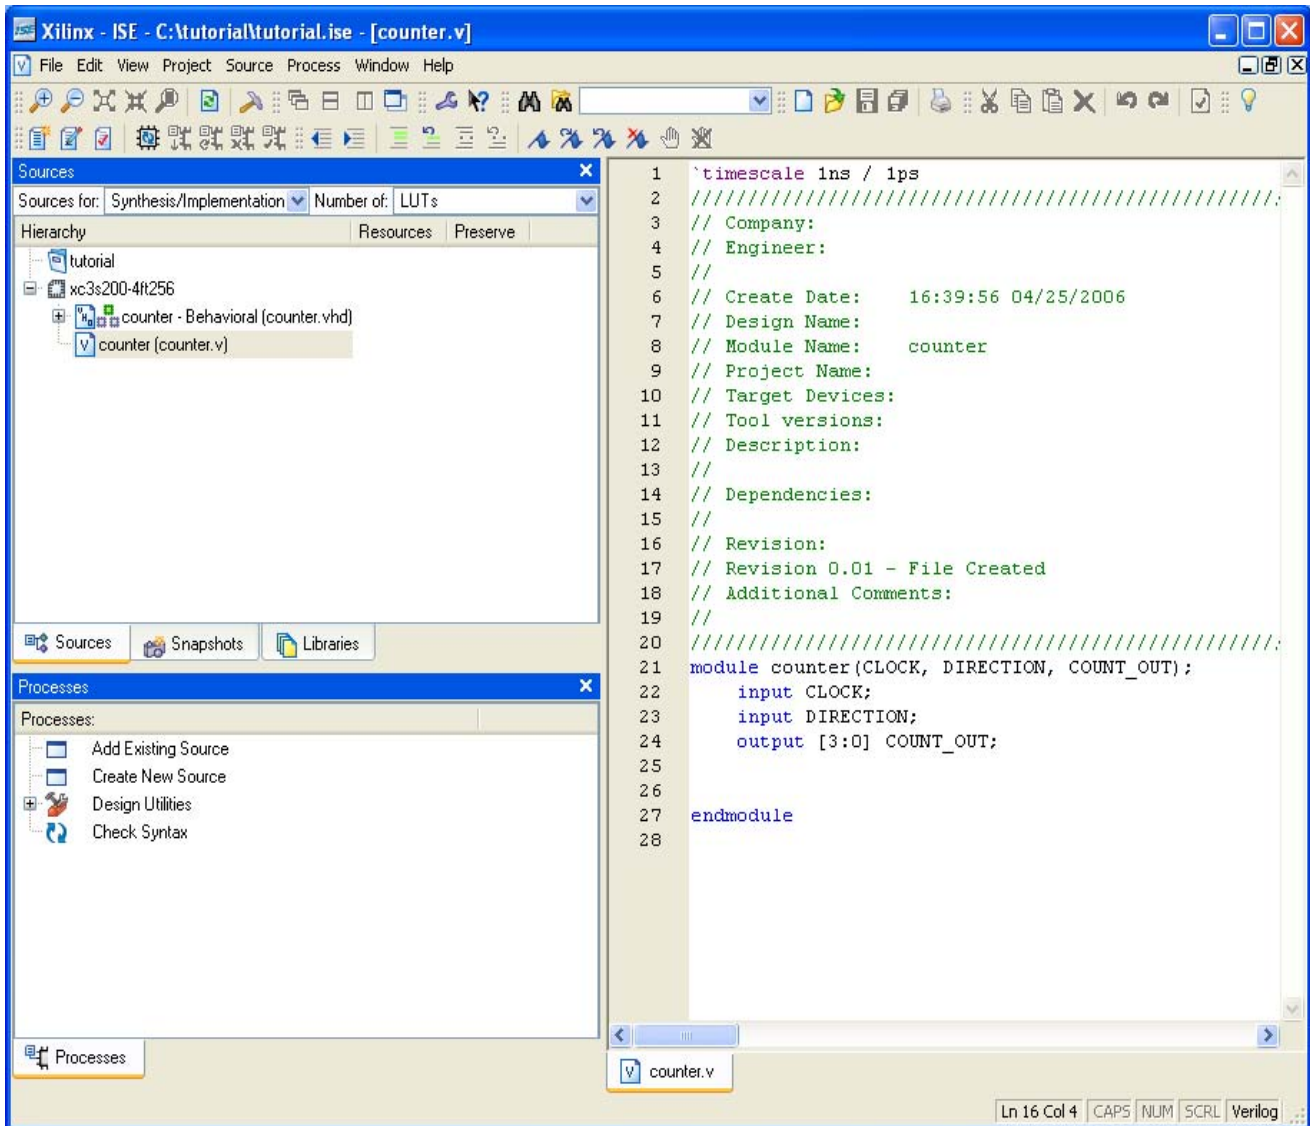 Xilinx - ISE - C:\tutorial\tutorial.ise - [counter.v]
File Edit View Project Source Process Window Help
Sources
Sources for: Synthesis/Implementation Number of: LUTs
Hierarchy Resources Preserve
tutorial
xc3s200-4ft256
counter - Behavioral (counter.vhd)
counter (counter.v)
Sources Snapshots Libraries
Processes
Processes:
Add Existing Source
Create New Source
Design Utilities
Check Syntax
Processes
1 `timescale 1ns / 1ps
2 //////////////////////////////////////////////////
3 // Company:
4 // Engineer:
5 //
6 // Create Date:    16:39:56 04/25/2006
7 // Design Name:
8 // Module Name:    counter
9 // Project Name:
10 // Target Devices:
11 // Tool versions:
12 // Description:
13 //
14 // Dependencies:
15 //
16 // Revision:
17 // Revision 0.01 - File Created
18 // Additional Comments:
19 //
20 //////////////////////////////////////////////////
21 module counter(CLOCK, DIRECTION, COUNT_OUT);
22     input CLOCK;
23     input DIRECTION;
24     output [3:0] COUNT_OUT;
25
26
27 endmodule
28
counter.v
Ln 16 Col 4 CAPS NUM SCRL Verilog